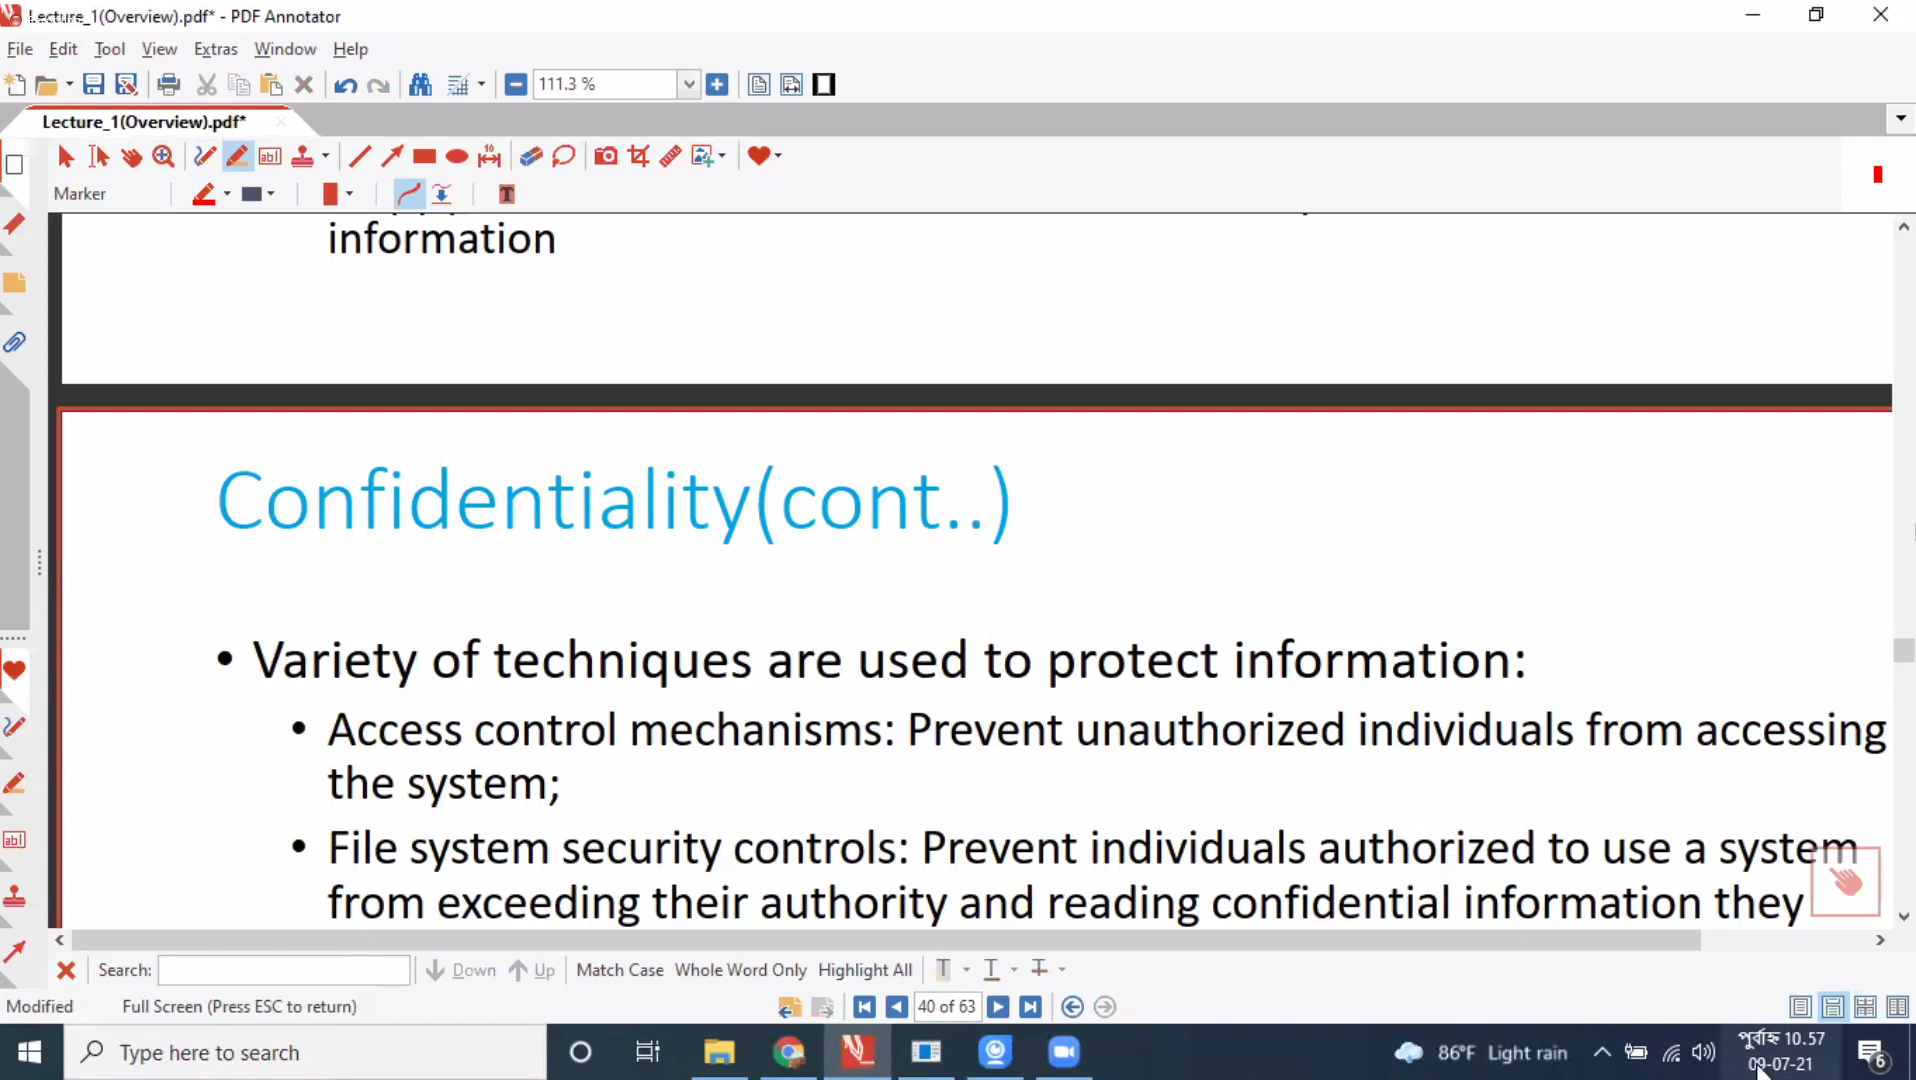 Lecture_1(Overview).pdf* - PDF Annotator
File Edit Tool View Extras Window Help
111.3 %
Lecture_1(Overview).pdf*
abl
10
Marker
T
information
Confidentiality(cont..)
• Variety of techniques are used to protect information:
• Access control mechanisms: Prevent unauthorized individuals from accessing
the system;
• File system security controls: Prevent individuals authorized to use a system
from exceeding their authority and reading confidential information they
abl
Search: Down Up Match Case Whole Word Only Highlight All T T T
Modified Full Screen (Press ESC to return) 40 of 63
Type here to search
86°F Light rain
পূর্বাহ্ন 10.57
09-07-21
6